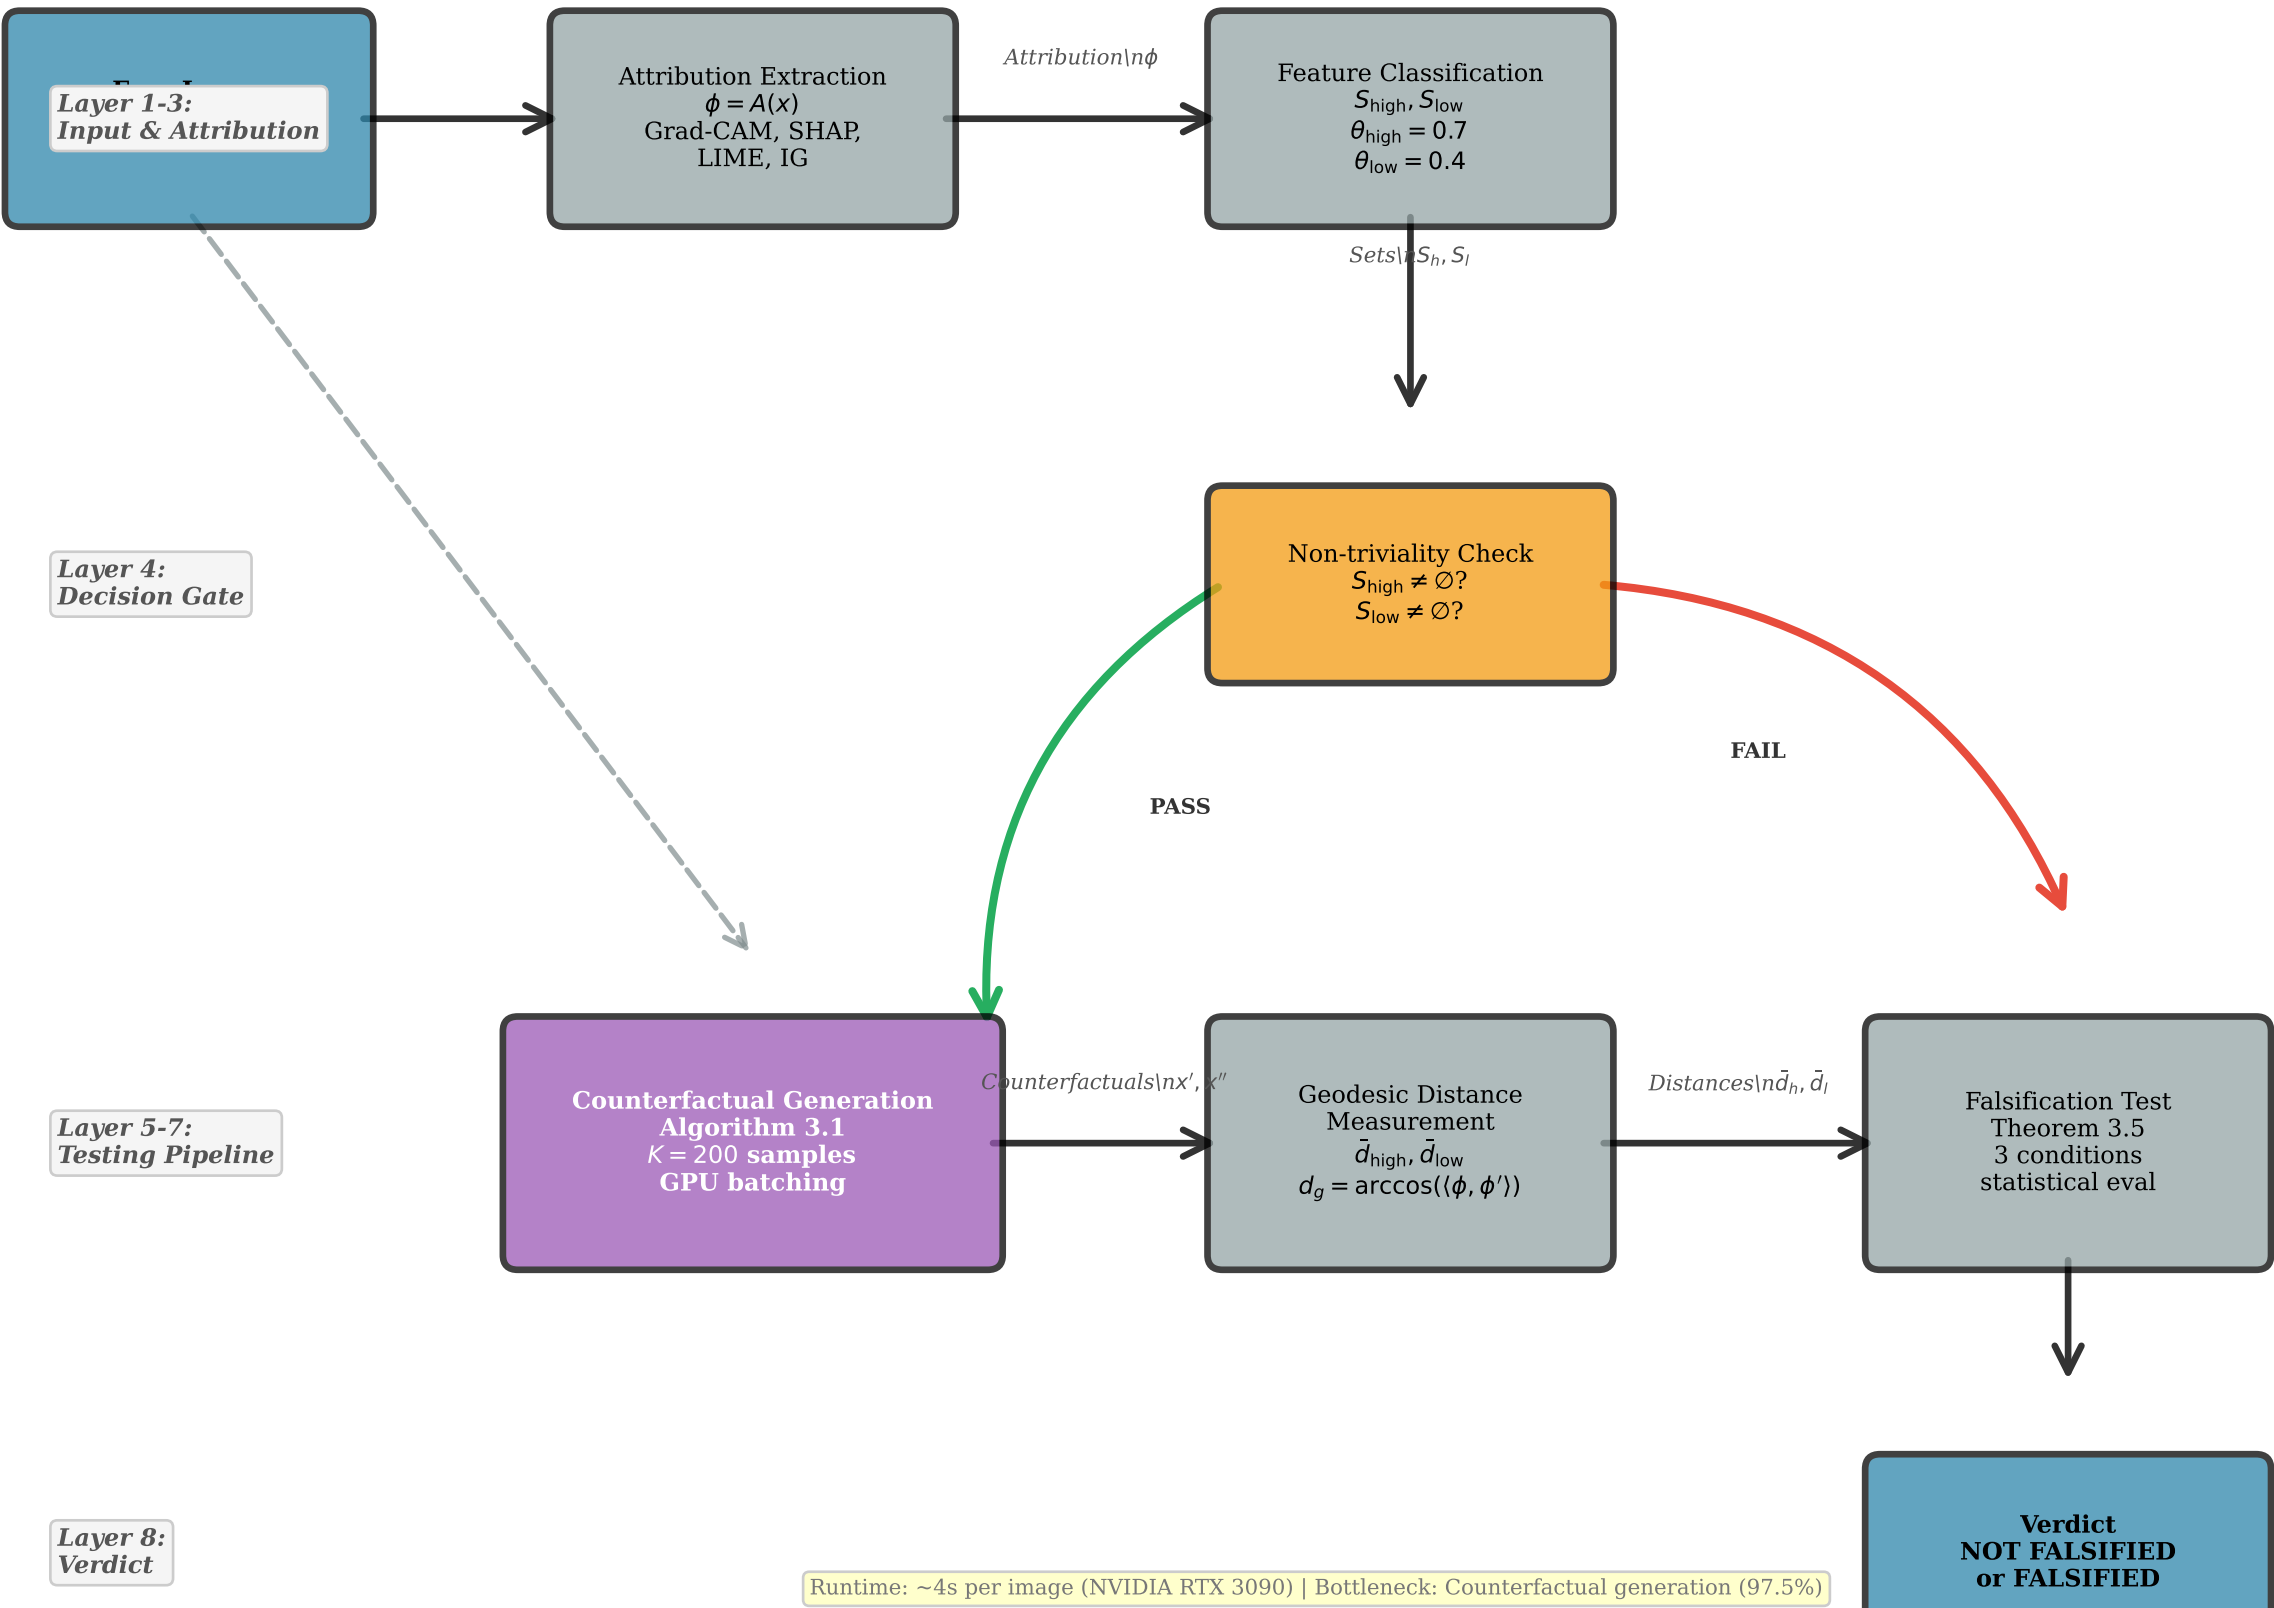 Layer 1-3:
Input & Attribution
Attribution Extraction
ϕ = A(x)
Grad-CAM, SHAP,
LIME, IG
Attribution\nϕ
Feature Classification
S_high, S_low
θ_high = 0.7
θ_low = 0.4
Sets\nS_h, S_l
Layer 4:
Decision Gate
Non-triviality Check
S_high ≠ ∅?
S_low ≠ ∅?
PASS
FAIL
Layer 5-7:
Testing Pipeline
Counterfactual Generation
Algorithm 3.1
K = 200 samples
GPU batching
Counterfactuals\nx′, x″
Geodesic Distance
Measurement
d̄_high, d̄_low
d_g = arccos(⟨ϕ, ϕ′⟩)
Distances\nd̄_h, d̄_l
Falsification Test
Theorem 3.5
3 conditions
statistical eval
Layer 8:
Verdict
Verdict
NOT FALSIFIED
or FALSIFIED
Runtime: ~4s per image (NVIDIA RTX 3090) | Bottleneck: Counterfactual generation (97.5%)